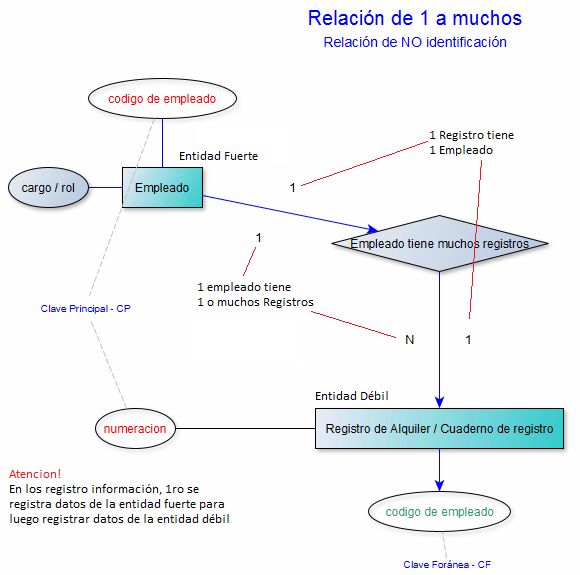 Relación de 1 a muchos
Relación de NO identificación
codigo de empleado
1 Registro tiene
1 Empleado
Entidad Fuerte
cargo / rol
Empleado
1
1
Empleado tiene muchos registros
1 empleado tiene
1 o muchos Registros
Clave Principal - CP
N
1
Entidad Débil
numeracion
Registro de Alquiler / Cuaderno de registro
Atencion!
En los registro información, 1ro se
registra datos de la entidad fuerte para
luego registrar datos de la entidad débil
codigo de empleado
Clave Foránea - CF